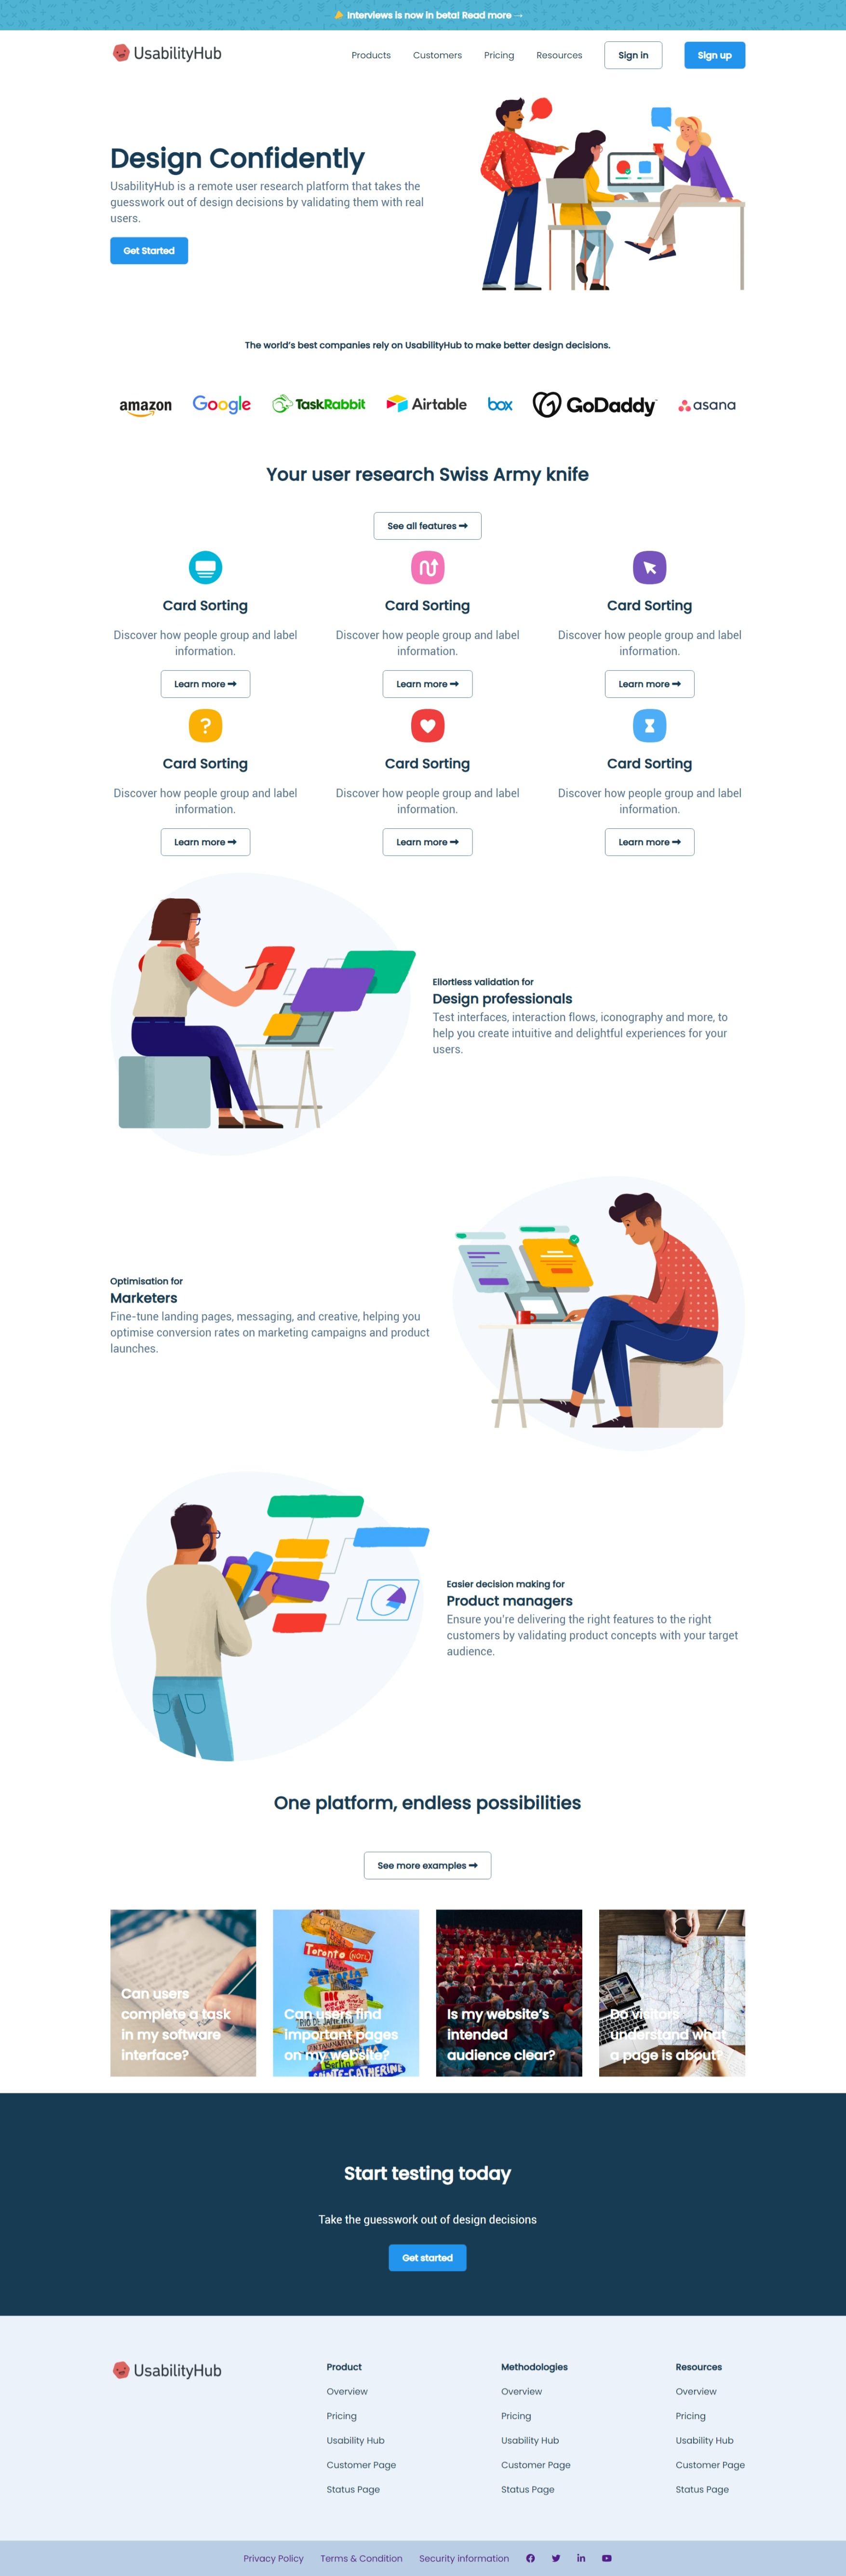 Interviews is now in beta! Read more →
UsabilityHub
Products
Customers
Pricing
Resources
Sign in
Sign up
Design Confidently
UsabilityHub is a remote user research platform that takes the
guesswork out of design decisions by validating them with real
users.
Get Started
The world's best companies rely on UsabilityHub to make better design decisions.
amazon
Google
TaskRabbit
Airtable
box
GoDaddy
asana
Your user research Swiss Army knife
See all features
Card Sorting
Discover how people group and label
information.
Learn more
Card Sorting
Discover how people group and label
information.
Learn more
Card Sorting
Discover how people group and label
information.
Learn more
?
Card Sorting
Discover how people group and label
information.
Learn more
Card Sorting
Discover how people group and label
information.
Learn more
Card Sorting
Discover how people group and label
information.
Learn more
Ellortless validation for
Design professionals
Test interfaces, interaction flows, iconography and more, to
help you create intuitive and delightful experiences for your
users.
Optimisation for
Marketers
Fine-tune landing pages, messaging, and creative, helping you
optimise conversion rates on marketing campaigns and product
launches.
Easier decision making for
Product managers
Ensure you're delivering the right features to the right
customers by validating product concepts with your target
audience.
One platform, endless possibilities
See more examples
Can users
complete a task
in my software
interface?
Toronto
Can users find
important pages
on my website?
RIO DE JANEIRO
Berlin
SAINTE-CATHERINE
Is my website's
intended
audience clear?
Do visitors
understand what
a page is about?
Start testing today
Take the guesswork out of design decisions
Get started
UsabilityHub
Product
Overview
Pricing
Usability Hub
Customer Page
Status Page
Methodologies
Overview
Pricing
Usability Hub
Customer Page
Status Page
Resources
Overview
Pricing
Usability Hub
Customer Page
Status Page
Privacy Policy
Terms & Condition
Security information